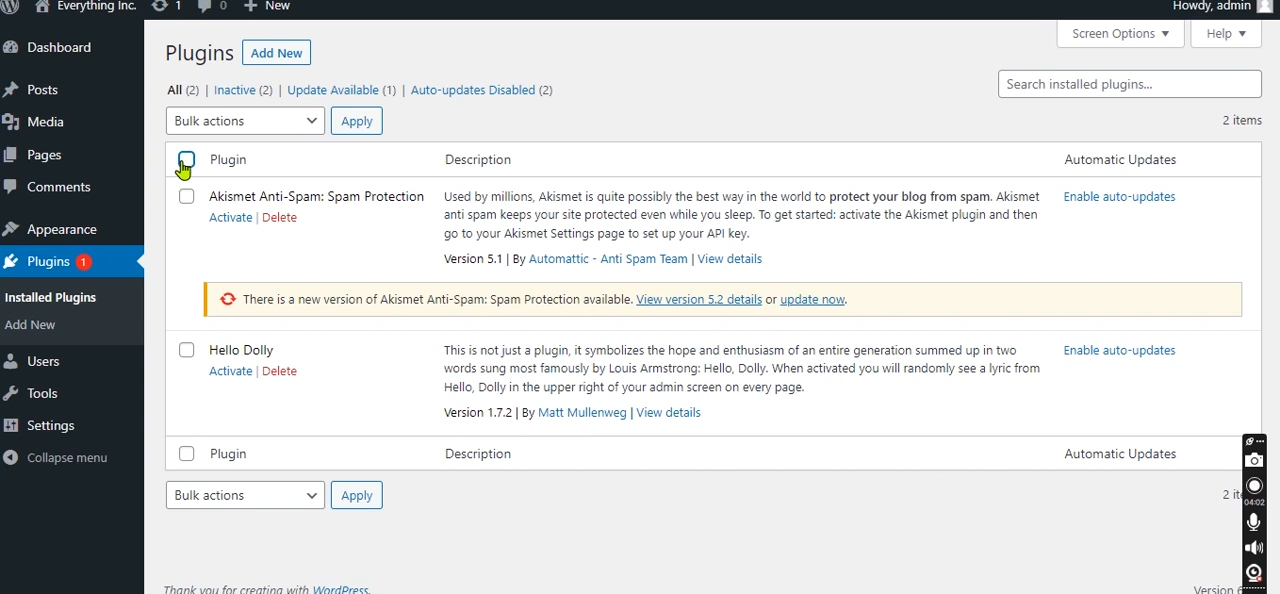 Everything Inc. 1 0 New Howdy, admin
Screen Options Help
Dashboard
Posts
Media
Pages
Comments
Appearance
Plugins 1
Installed Plugins
Add New
Users
Tools
Settings
Collapse menu
Plugins Add New
All (2) | Inactive (2) | Update Available (1) | Auto-updates Disabled (2)
Search installed plugins...
Bulk actions Apply 2 items
Plugin Description Automatic Updates
Akismet Anti-Spam: Spam Protection
Activate | Delete
Used by millions, Akismet is quite possibly the best way in the world to protect your blog from spam. Akismet
anti spam keeps your site protected even while you sleep. To get started: activate the Akismet plugin and then
go to your Akismet Settings page to set up your API key.
Version 5.1 | By Automattic - Anti Spam Team | View details
Enable auto-updates
There is a new version of Akismet Anti-Spam: Spam Protection available. View version 5.2 details or update now.
Hello Dolly
Activate | Delete
This is not just a plugin, it symbolizes the hope and enthusiasm of an entire generation summed up in two
words sung most famously by Louis Armstrong: Hello, Dolly. When activated you will randomly see a lyric from
Hello, Dolly in the upper right of your admin screen on every page.
Version 1.7.2 | By Matt Mullenweg | View details
Enable auto-updates
Plugin Description Automatic Updates
Bulk actions Apply 2
04:02
Thank you for creating with WordPress. Version